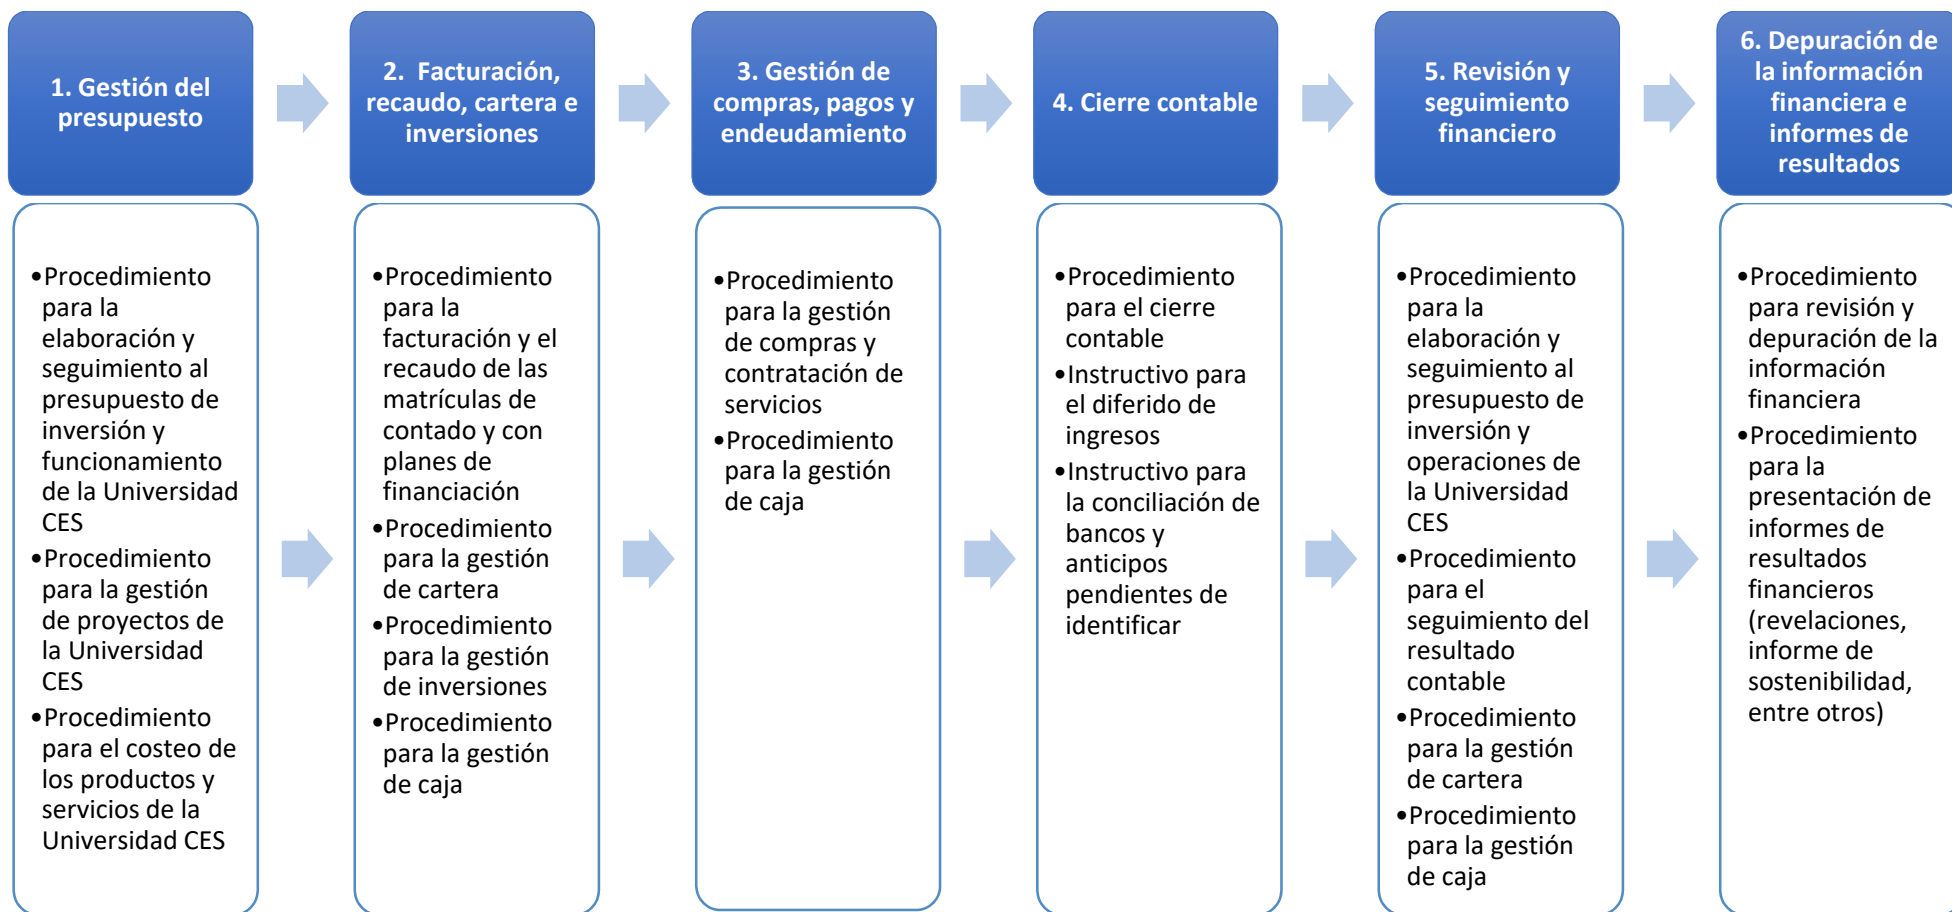 1. Gestión del
presupuesto
2.  Facturación,
recaudo, cartera e
inversiones
3. Gestión de
compras, pagos y
endeudamiento
4. Cierre contable
5. Revisión y
seguimiento
financiero
6. Depuración de
la información
financiera e
informes de
resultados
•Procedimiento
para la
elaboración y
seguimiento al
presupuesto de
inversión y
funcionamiento
de la Universidad
CES
•Procedimiento
para la gestión
de proyectos de
la Universidad
CES
•Procedimiento
para el costeo de
los productos y
servicios de la
Universidad CES
•Procedimiento
para la
facturación y el
recaudo de las
matrículas de
contado y con
planes de
financiación
•Procedimiento
para la gestión
de cartera
•Procedimiento
para la gestión
de inversiones
•Procedimiento
para la gestión
de caja
•Procedimiento
para la gestión
de compras y
contratación de
servicios
•Procedimiento
para la gestión
de caja
•Procedimiento
para el cierre
contable
•Instructivo para
el diferido de
ingresos
•Instructivo para
la conciliación de
bancos y
anticipos
pendientes de
identificar
•Procedimiento
para la
elaboración y
seguimiento al
presupuesto de
inversión y
operaciones de
la Universidad
CES
•Procedimiento
para el
seguimiento del
resultado
contable
•Procedimiento
para la gestión
de cartera
•Procedimiento
para la gestión
de caja
•Procedimiento
para revisión y
depuración de la
información
financiera
•Procedimiento
para la
presentación de
informes de
resultados
financieros
(revelaciones,
informe de
sostenibilidad,
entre otros)